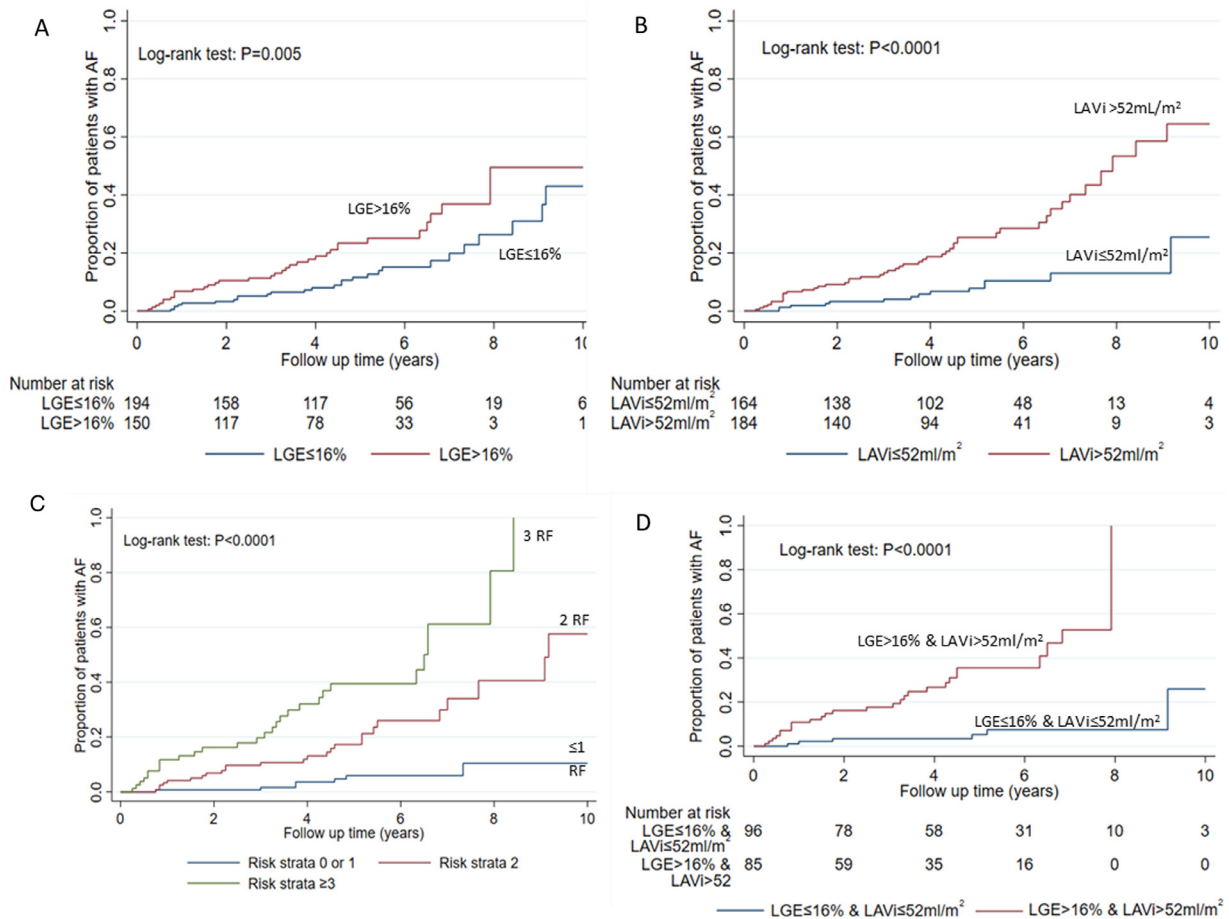 A
Log-rank test: P=0.005
Proportion of patients with AF
1.0
0.8
0.6
0.4
0.2
0.0
LGE>16%
LGE≤16%
0 2 4 6 8 10
Follow up time (years)
Number at risk
LGE≤16% 194 158 117 56 19 6
LGE>16% 150 117 78 33 3 1
LGE≤16% LGE>16%
B
Log-rank test: P<0.0001
Proportion of patients with AF
1.0
0.8
0.6
0.4
0.2
0.0
LAVi >52mL/m²
LAVi≤52ml/m²
0 2 4 6 8 10
Follow up time (years)
Number at risk
LAVi≤52ml/m² 164 138 102 48 13 4
LAVi>52ml/m² 184 140 94 41 9 3
LAVi≤52ml/m² LAVi>52ml/m²
C
Log-rank test: P<0.0001
Proportion of patients with AF
1.0
0.8
0.6
0.4
0.2
0.0
3 RF
2 RF
≤1
RF
0 2 4 6 8 10
Follow up time (years)
Risk strata 0 or 1 Risk strata 2
Risk strata ≥3
D
Log-rank test: P<0.0001
Proportion of patients with AF
1.0
0.8
0.6
0.4
0.2
0.0
LGE>16% & LAVi>52ml/m²
LGE≤16% & LAVi≤52ml/m²
0 2 4 6 8 10
Follow up time (years)
Number at risk
LGE≤16% & 96 78 58 31 10 3
LAVi≤52ml/m²
LGE>16% & 85 59 35 16 0 0
LAVi>52
LGE≤16% & LAVi≤52ml/m² LGE>16% & LAVi>52ml/m²